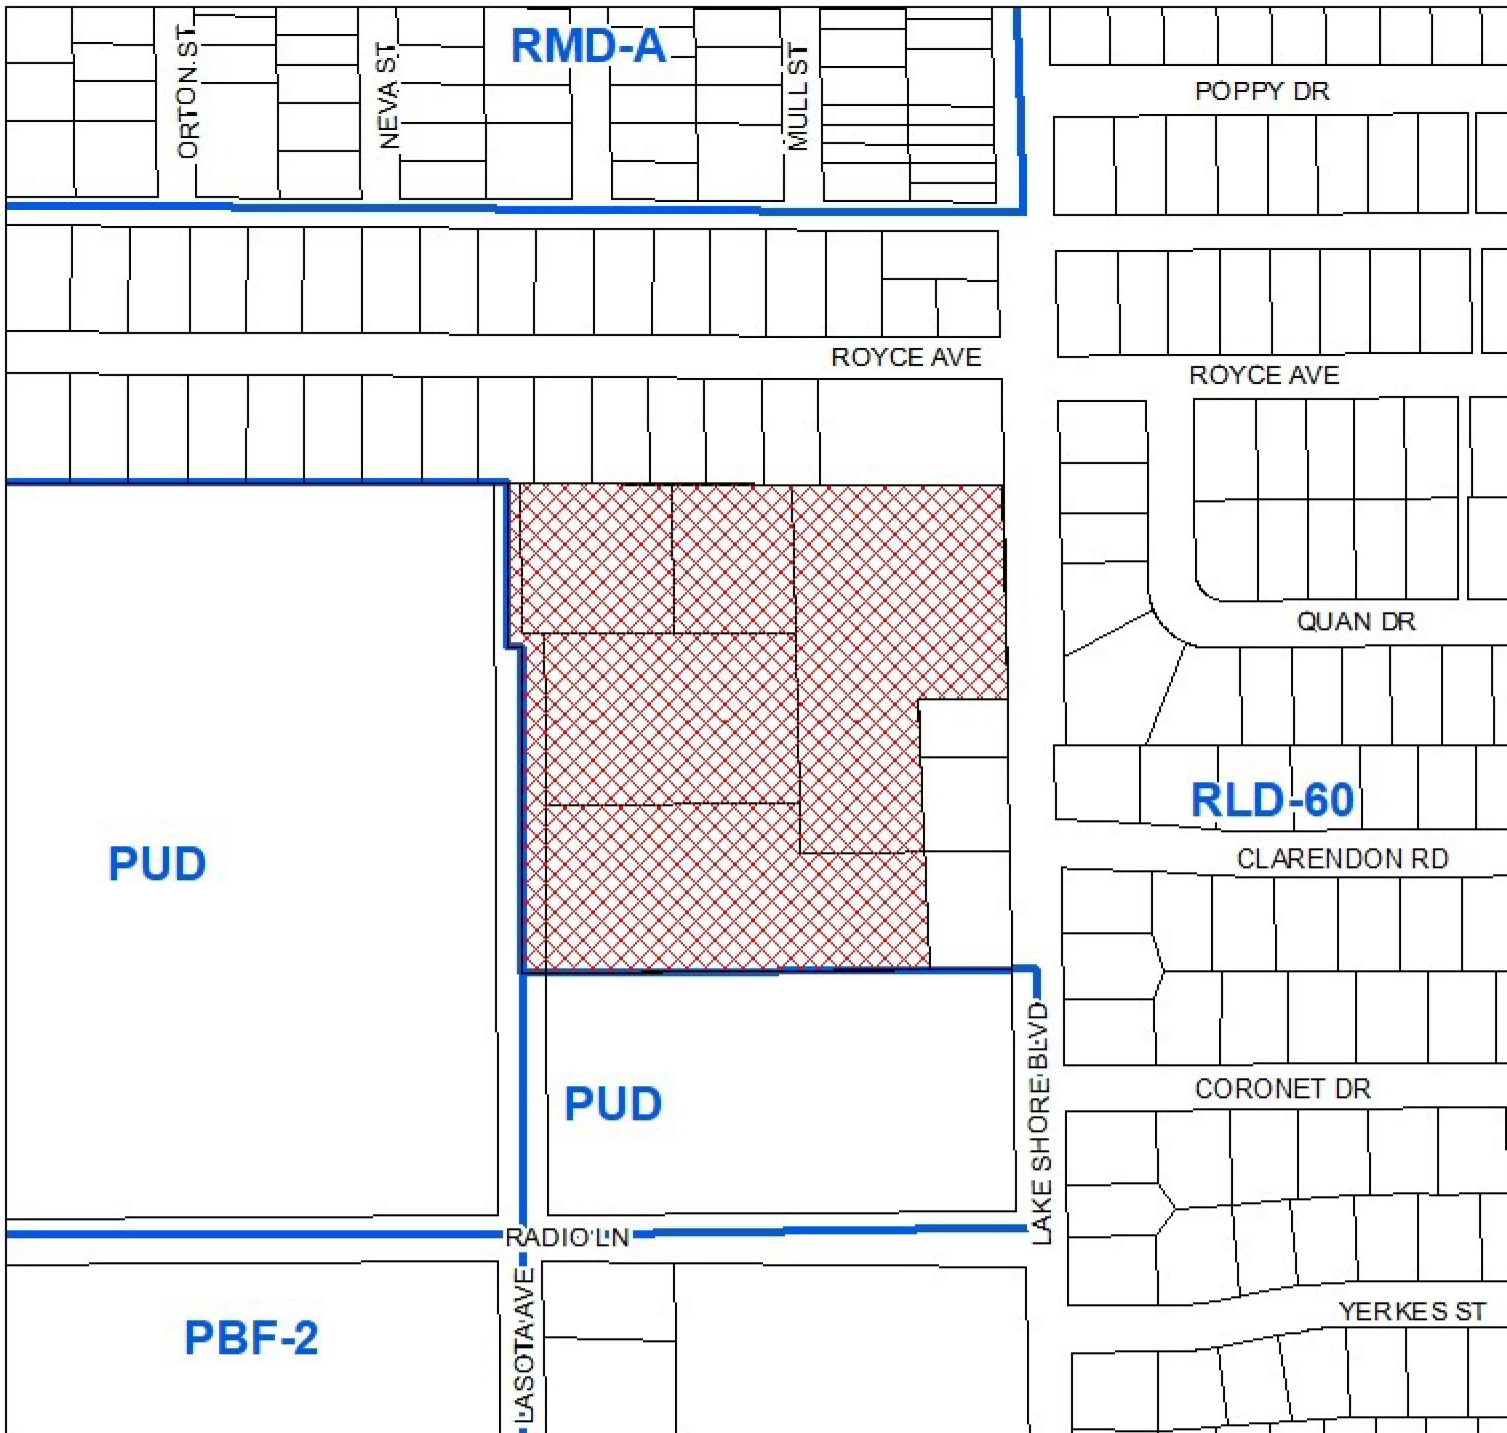 ORTON ST
NEVA ST
RMD-A
MULL ST
POPPY DR
ROYCE AVE
ROYCE AVE
QUAN DR
RLD-60
PUD
CLARENDON RD
PUD
CORONET DR
LAKE SHORE BLVD
RADIO LN
PBF-2
LASOTA AVE
YERKES ST